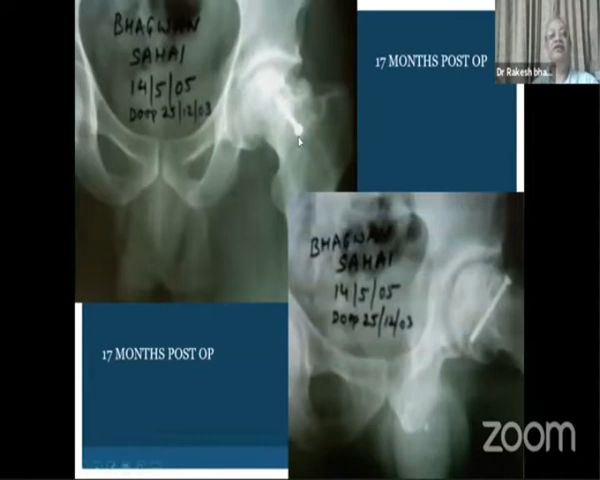 BHAGWAN
SAHAI
14/5/05
DOOP 25/12/03
17 MONTHS POST OP
Dr Rakesh bha...
BHAGWAN
SAHAI
14/5/05
DOOP 25/12/03
17 MONTHS POST OP
zoom